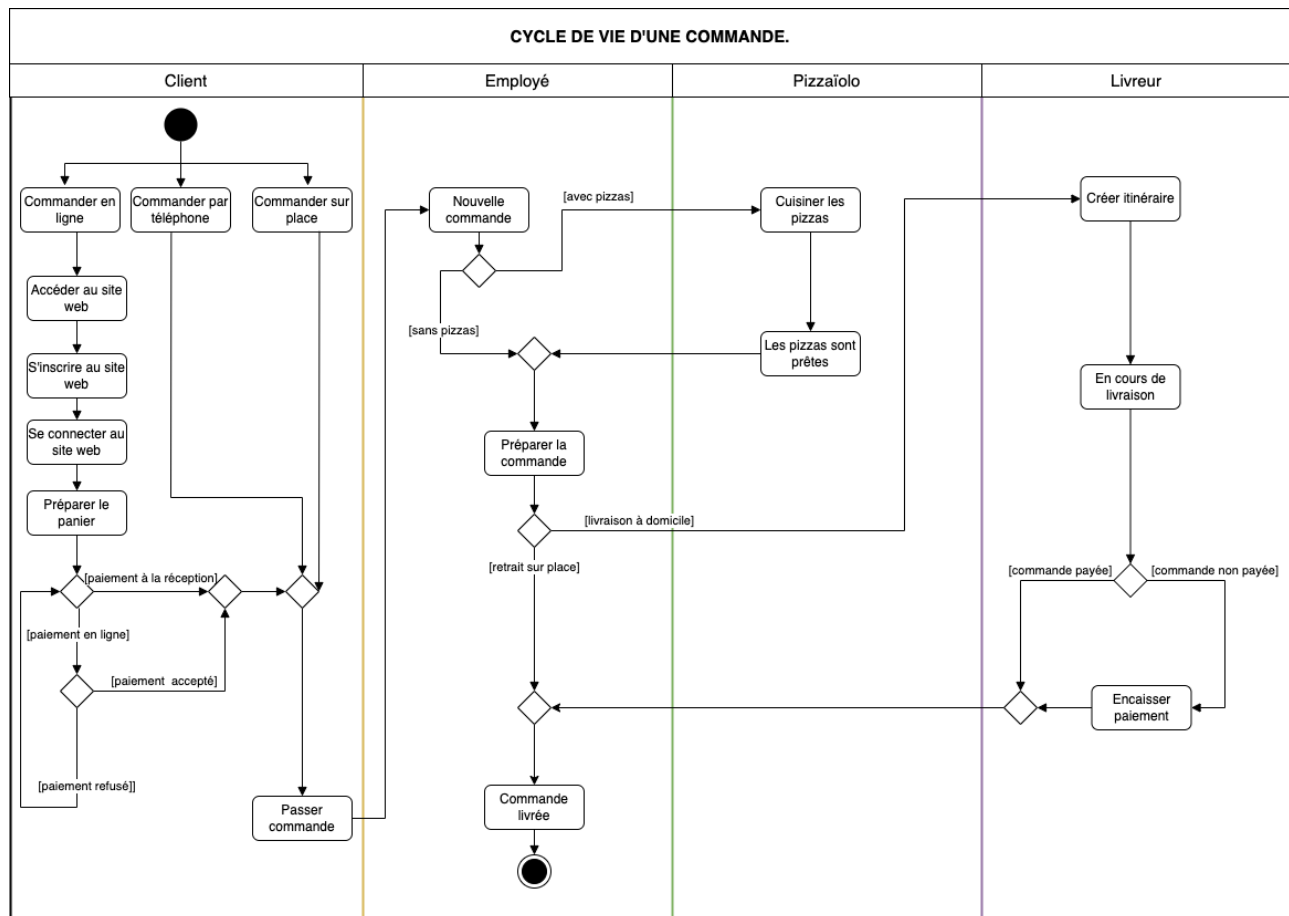 CYCLE DE VIE D'UNE COMMANDE.
Client
Employé
Pizzaïolo
Livreur
Commander en
ligne
Commander par
téléphone
Commander sur
place
Accéder au site
web
S'inscrire au site
web
Se connecter au
site web
Préparer le
panier
[paiement à la réception]
[paiement en ligne]
[paiement accepté]
[paiement refusé]]
Passer
commande
Nouvelle
commande
[avec pizzas]
[sans pizzas]
Préparer la
commande
[livraison à domicile]
[retrait sur place]
Commande
livrée
Cuisiner les
pizzas
Les pizzas sont
prêtes
Créer itinéraire
En cours de
livraison
[commande payée]
[commande non payée]
Encaisser
paiement